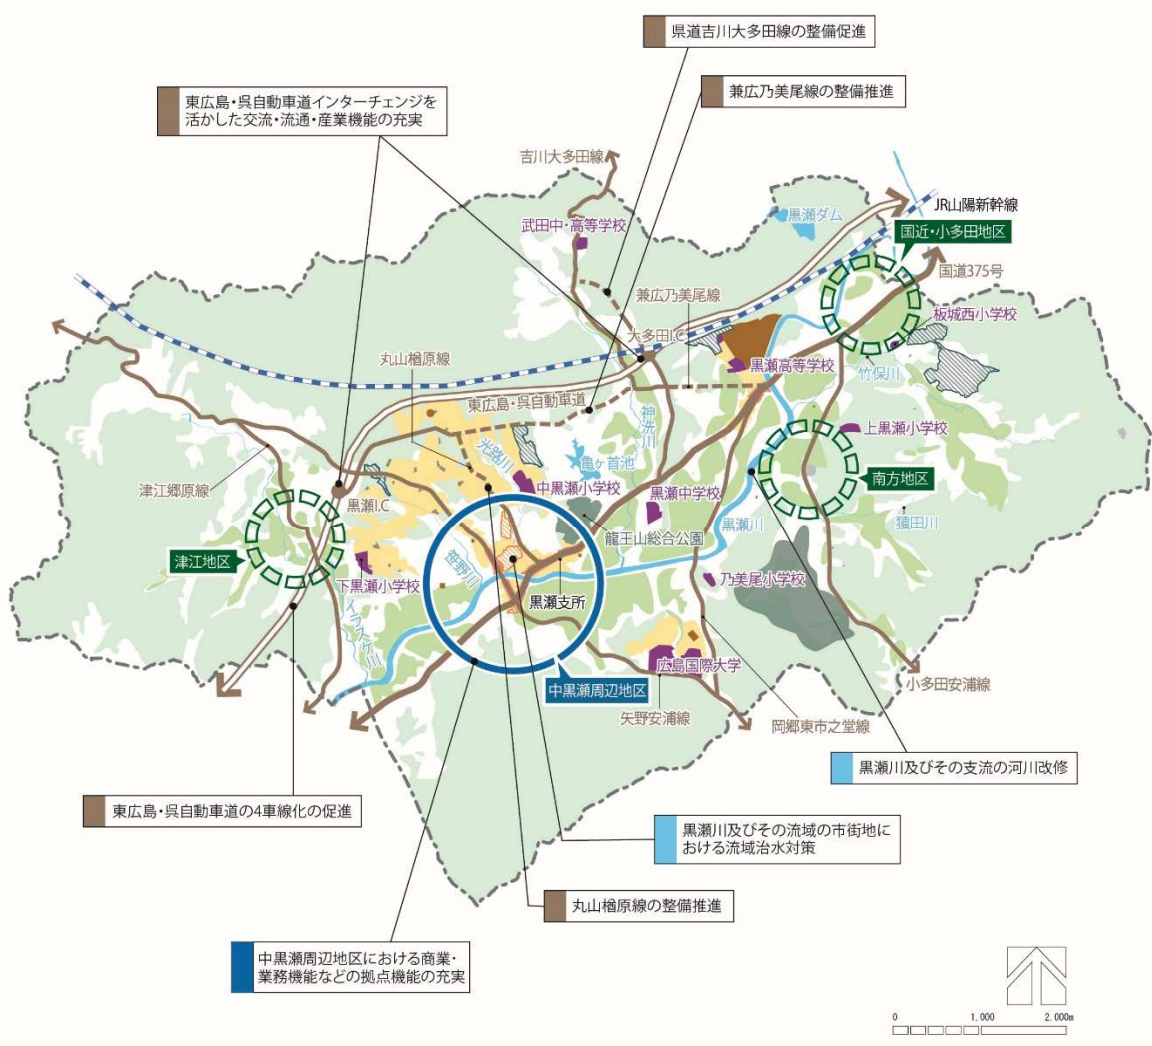 県道吉川大多田線の整備促進
兼広乃美尾線の整備推進
東広島・呉自動車道インターチェンジを
活かした交流・流通・産業機能の充実
吉川大多田線
武田中・高等学校
黒瀬ダム
JR山陽新幹線
国近・小多田地区
国道375号
兼広乃美尾線
板城西小学校
大多田I.C
丸山楢原線
黒瀬高等学校
竹保川
東広島・呉自動車道
神洗川
上黒瀬小学校
光路川
亀ヶ首池
南方地区
中黒瀬小学校
黒瀬中学校
津江郷原線
黒瀬I.C
黒瀬川
猿田川
龍王山総合公園
津江地区
笹野川
下黒瀬小学校
乃美尾小学校
黒瀬支所
イラスケ川
広島国際大学
中黒瀬周辺地区
小多田安浦線
矢野安浦線
岡郷東市之堂線
黒瀬川及びその支流の河川改修
東広島・呉自動車道の4車線化の促進
黒瀬川及びその流域の市街地に
おける流域治水対策
丸山楢原線の整備推進
中黒瀬周辺地区における商業・
業務機能などの拠点機能の充実
0 1,000 2,000m